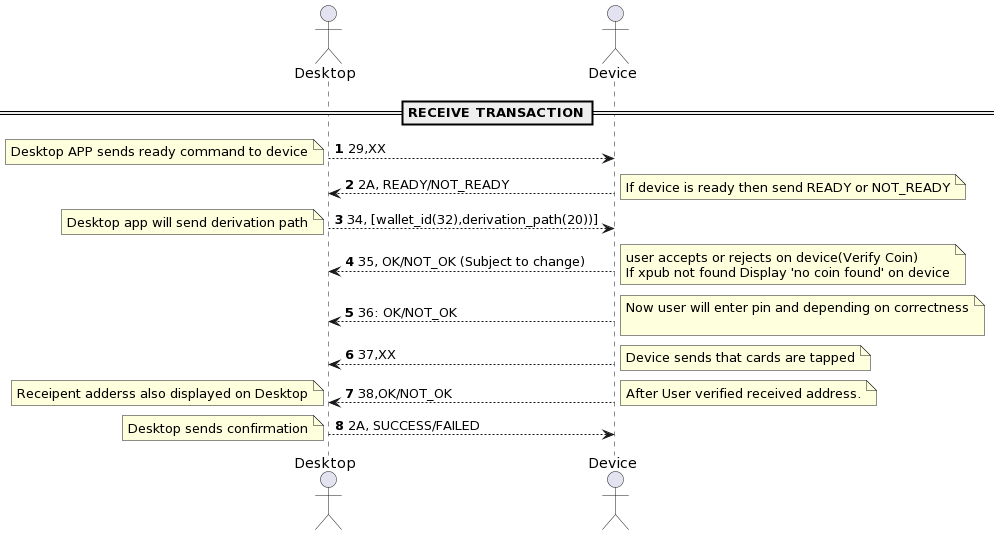 Desktop
Device
RECEIVE TRANSACTION
Desktop APP sends ready command to device
1 29,XX
2 2A, READY/NOT_READY
If device is ready then send READY or NOT_READY
Desktop app will send derivation path
3 34, [wallet_id(32),derivation_path(20))]
4 35, OK/NOT_OK (Subject to change)
user accepts or rejects on device(Verify Coin)
If xpub not found Display 'no coin found' on device
5 36: OK/NOT_OK
Now user will enter pin and depending on correctness
6 37,XX
Device sends that cards are tapped
Receipent adderss also displayed on Desktop
7 38,OK/NOT_OK
After User verified received address.
Desktop sends confirmation
8 2A, SUCCESS/FAILED
Desktop
Device